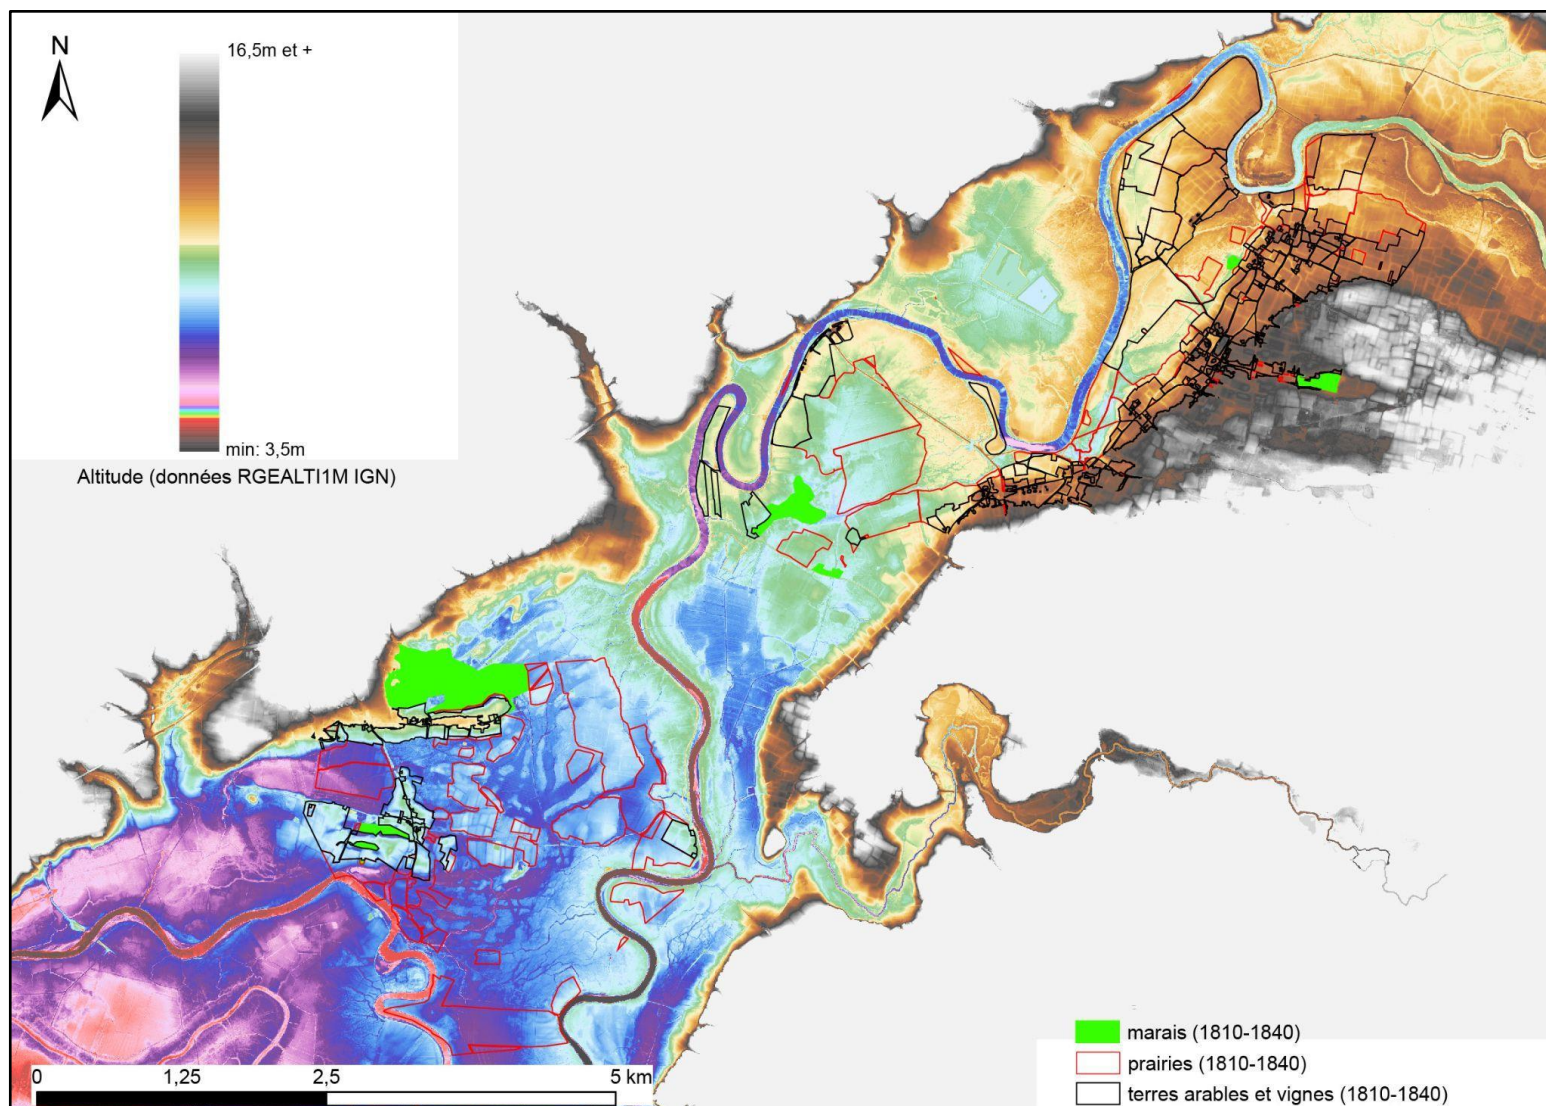 N
16,5m et +
min: 3,5m
Altitude (données RGEALTI1M IGN)
marais (1810-1840)
prairies (1810-1840)
terres arables et vignes (1810-1840)
0 1,25 2,5 5 km